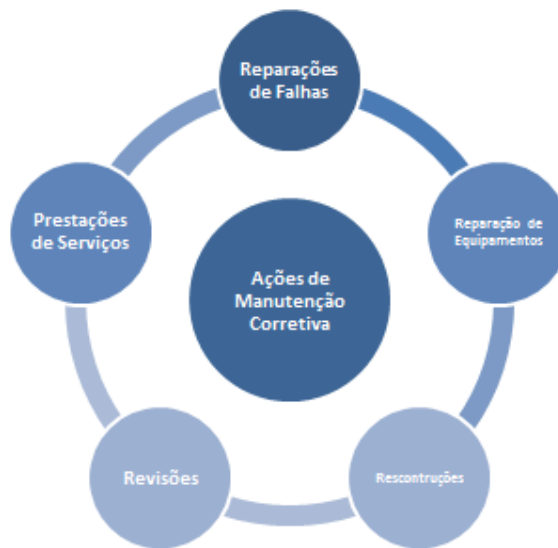 Reparações
de Falhas
Reparação de
Equipamentos
Rescontruções
Revisões
Prestações
de Serviços
Ações de
Manutenção
Corretiva